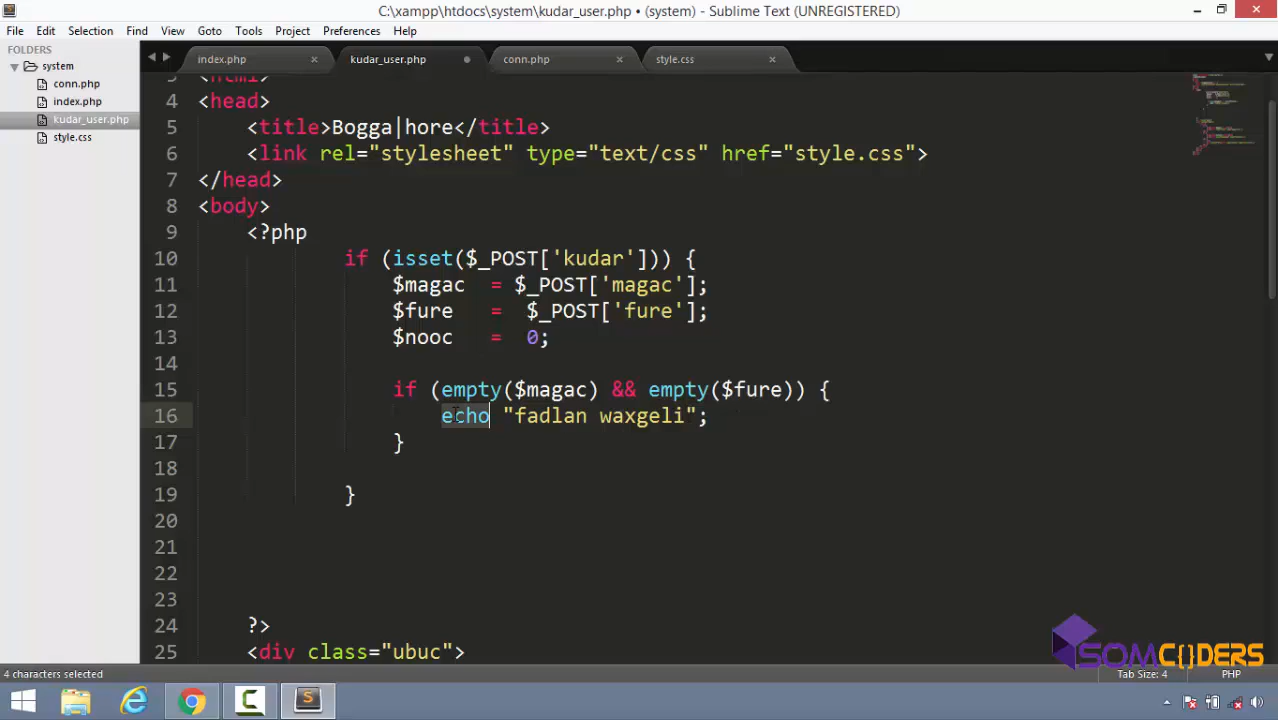 C:\xampp\htdocs\system\kudar_user.php • (system) - Sublime Text (UNREGISTERED)
File Edit Selection Find View Goto Tools Project Preferences Help
FOLDERS
system
conn.php
index.php
kudar_user.php
style.css
index.php kudar_user.php conn.php style.css
4 <head>
5 <title>Bogga|hore</title>
6 <link rel="stylesheet" type="text/css" href="style.css">
7 </head>
8 <body>
9 <?php
10 if (isset($_POST['kudar'])) {
11 $magac = $_POST['magac'];
12 $fure = $_POST['fure'];
13 $nooc = 0;
14
15 if (empty($magac) && empty($fure)) {
16 echo "fadlan waxgeli";
17 }
18
19 }
20
21
22
23
24 ?>
25 <div class="ubuc">
SOMC{}DERS
4 characters selected
Tab Size: 4
PHP